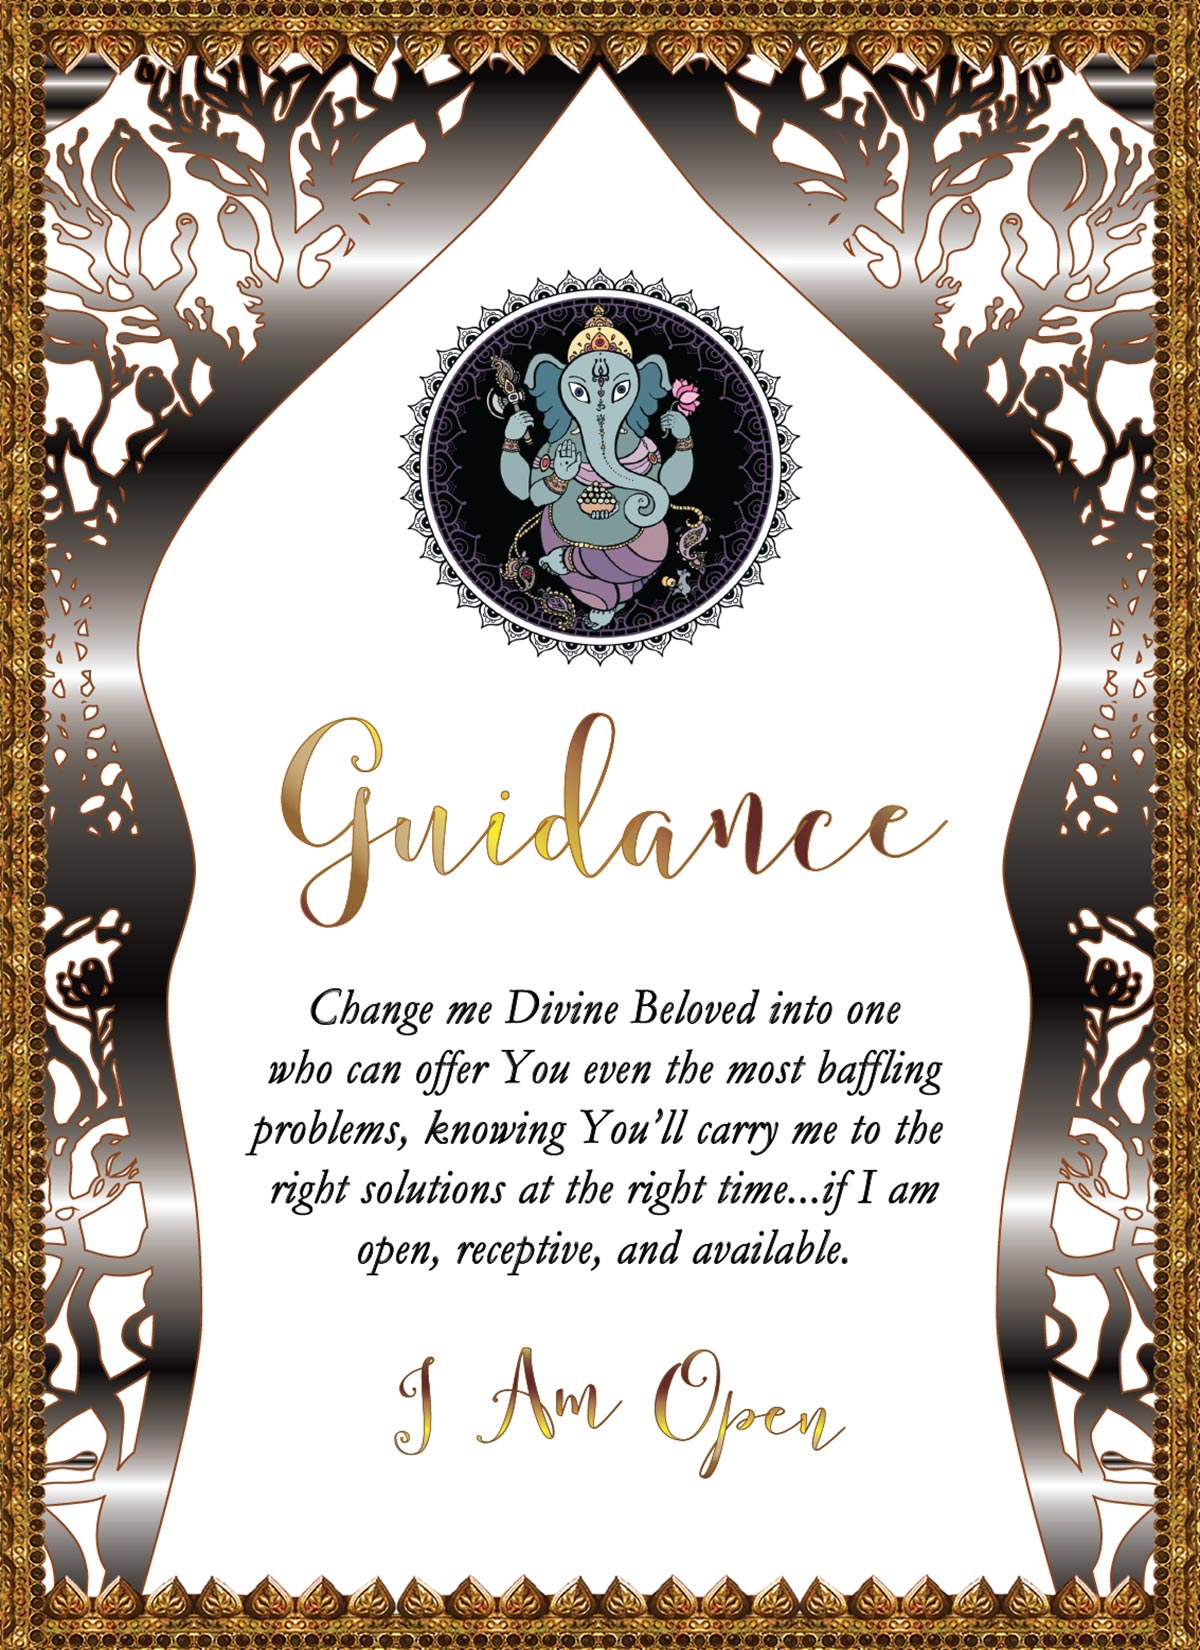 Guidance
Change me Divine Beloved into one
who can offer You even the most baffling
problems, knowing You’ll carry me to the
right solutions at the right time...if I am
open, receptive, and available.
I Am Open